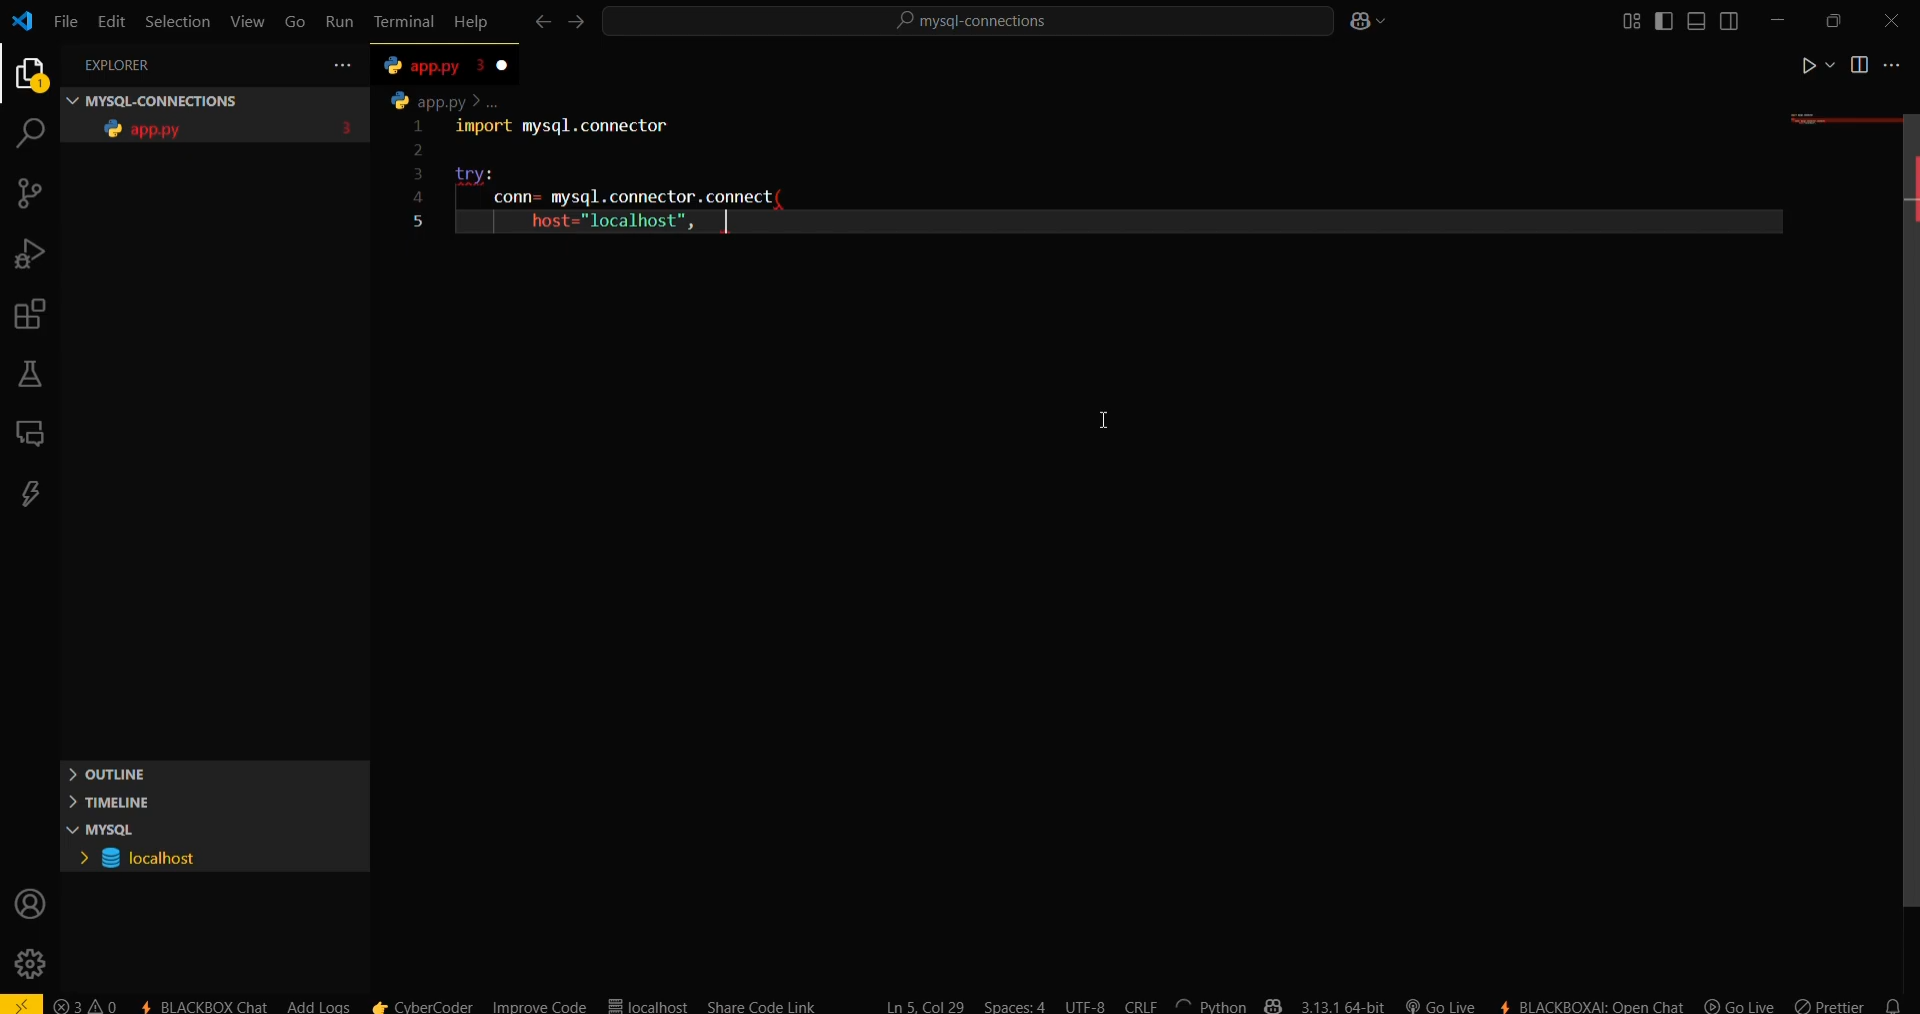 File Edit Selection View Go Run Terminal Help
mysql-connections
EXPLORER
1
MYSQL-CONNECTIONS
app.py 3
app.py 3
app.py > ...
1 import mysql.connector
2
3 try:
4 conn= mysql.connector.connect(
5 host="localhost",
OUTLINE
TIMELINE
MYSQL
localhost
3 0 BLACKBOX Chat Add Logs CyberCoder Improve Code localhost Share Code Link Ln 5, Col 29 Spaces: 4 UTF-8 CRLF Python 3.13.1 64-bit Go Live BLACKBOXAI: Open Chat Go Live Prettier